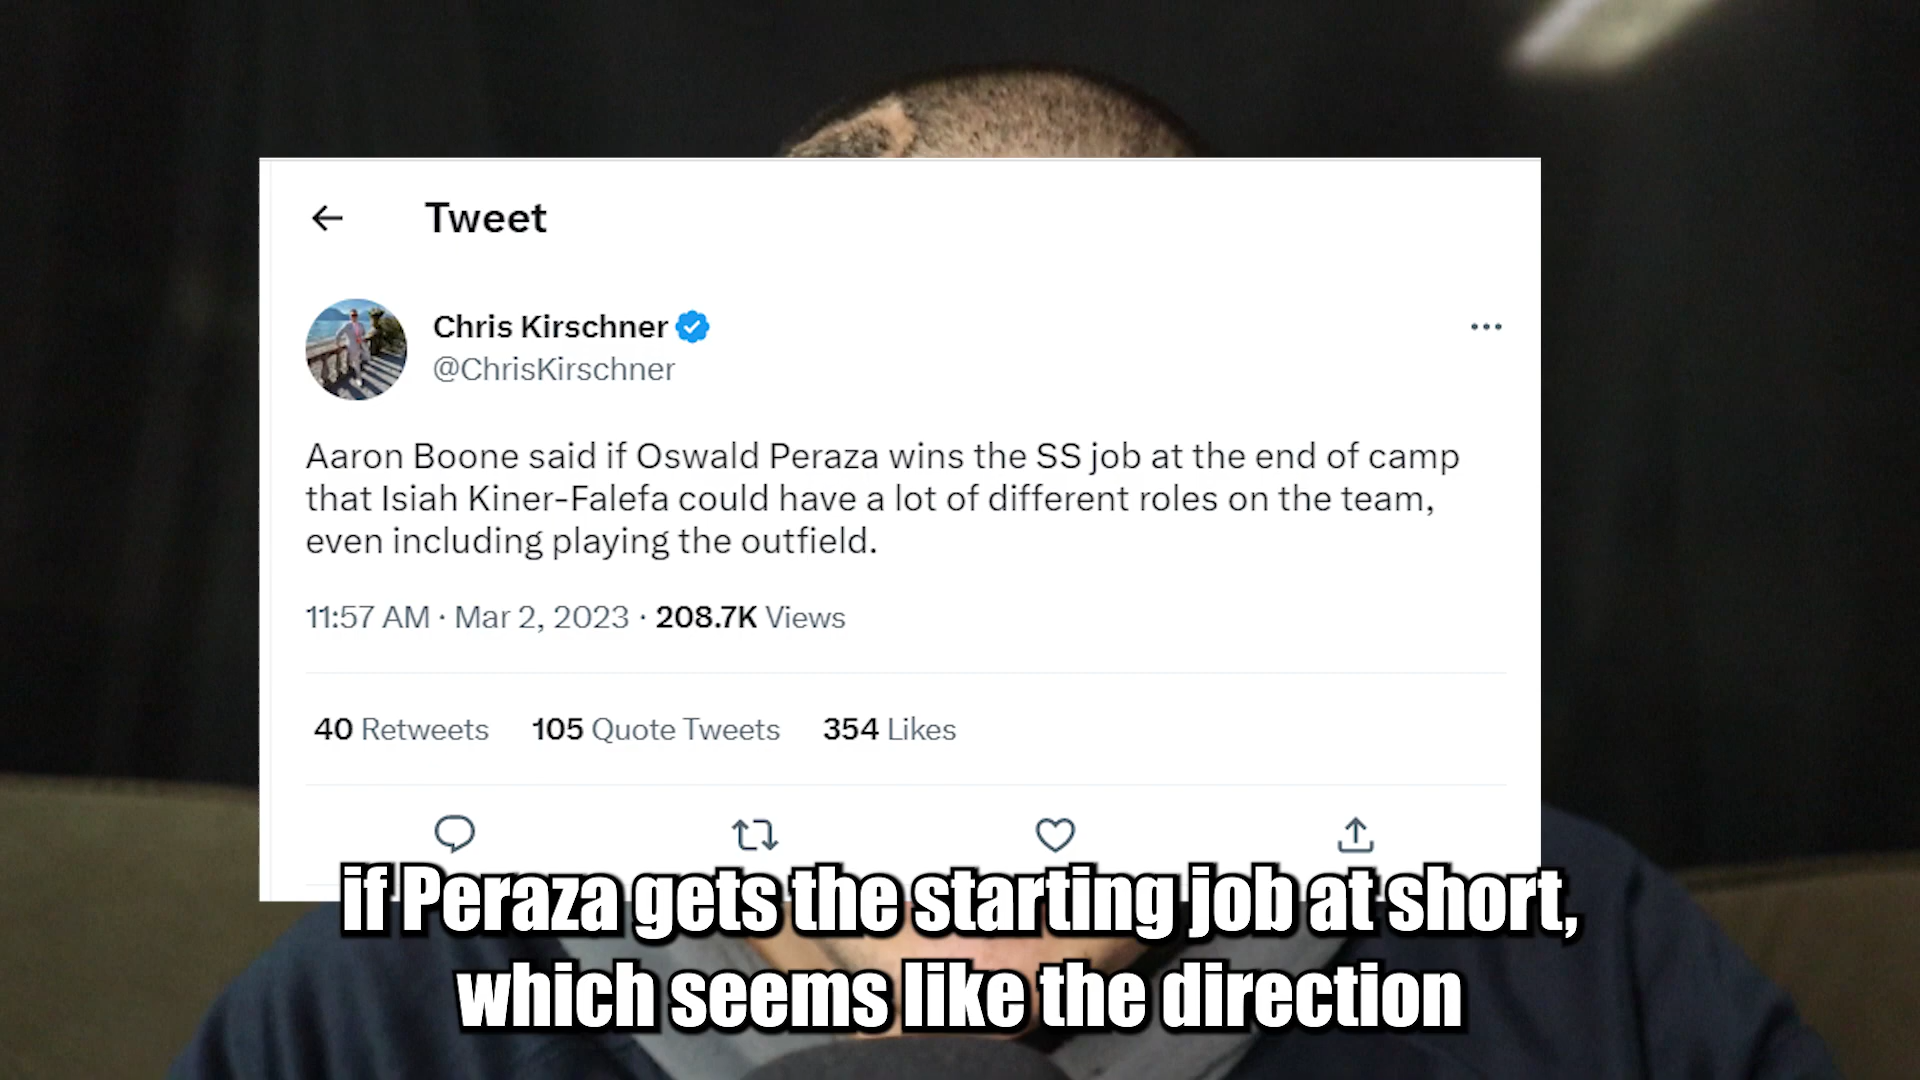 Tweet
Chris Kirschner
@ChrisKirschner
Aaron Boone said if Oswald Peraza wins the SS job at the end of camp
that Isiah Kiner-Falefa could have a lot of different roles on the team,
even including playing the outfield.
11:57 AM · Mar 2, 2023 · 208.7K Views
40 Retweets 105 Quote Tweets 354 Likes
if Peraza gets the starting job at short,
which seems like the direction